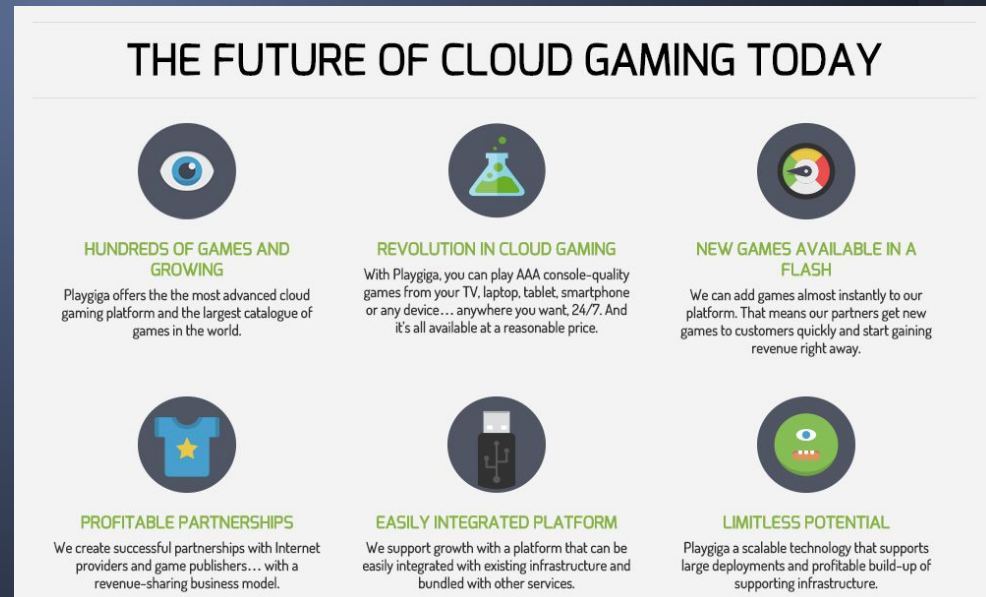 THE FUTURE OF CLOUD GAMING TODAY
HUNDREDS OF GAMES AND
GROWING
Playgiga offers the the most advanced cloud
gaming platform and the largest catalogue of
games in the world.
REVOLUTION IN CLOUD GAMING
With Playgiga, you can play AAA console-quality
games from your TV, laptop, tablet, smartphone
or any device... anywhere you want, 24/7. And
it's all available at a reasonable price.
NEW GAMES AVAILABLE IN A
FLASH
We can add games almost instantly to our
platform. That means our partners get new
games to customers quickly and start gaining
revenue right away.
PROFITABLE PARTNERSHIPS
We create successful partnerships with Internet
providers and game publishers... with a
revenue-sharing business model.
EASILY INTEGRATED PLATFORM
We support growth with a platform that can be
easily integrated with existing infrastructure and
bundled with other services.
LIMITLESS POTENTIAL
Playgiga a scalable technology that supports
large deployments and profitable build-up of
supporting infrastructure.